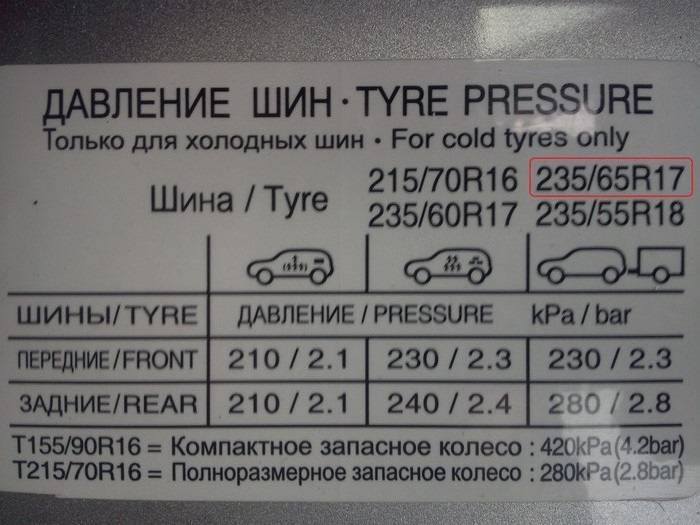 ДАВЛЕНИЕ ШИН · TYRE PRESSURE
Только для холодных шин · For cold tyres only
Шина / Tyre
215/70R16 235/65R17
235/60R17 235/55R18
ШИНЫ/TYRE ДАВЛЕНИЕ / PRESSURE kPa / bar
ПЕРЕДНИЕ/FRONT 210 / 2.1 230 / 2.3 230 / 2.3
ЗАДНИЕ/REAR 210 / 2.1 240 / 2.4 280 / 2.8
T155/90R16 = Компактное запасное колесо : 420kPa(4.2bar)
T215/70R16 = Полноразмерное запасное колесо : 280kPa(2.8bar)